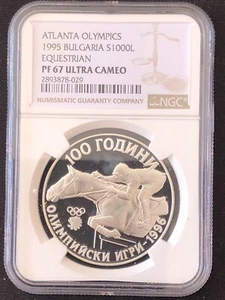 ATLANTA OLYMPICS
1995 BULGARIA S1000L
EQUESTRIAN
PF 67 ULTRA CAMEO
2893878-029
NUMISMATIC GUARANTY COMPANY
NGC
100 ГОДИНИ
ОЛИМПИЙСКИ ИГРИ-1996